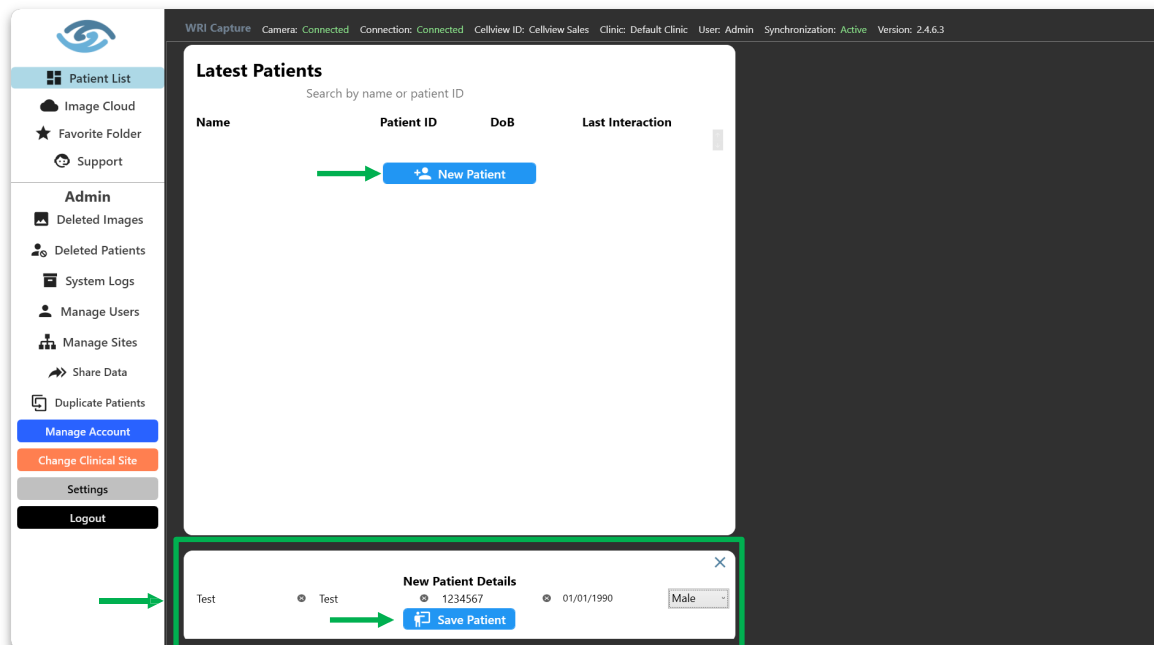 WRI Capture Camera: Connected Connection: Connected Cellview ID: Cellview Sales Clinic: Default Clinic User: Admin Synchronization: Active Version: 2.4.6.3
Patient List
Image Cloud
Favorite Folder
Support
Admin
Deleted Images
Deleted Patients
System Logs
Manage Users
Manage Sites
Share Data
Duplicate Patients
Manage Account
Change Clinical Site
Settings
Logout
Latest Patients
Search by name or patient ID
Name Patient ID DoB Last Interaction
New Patient
New Patient Details
Test Test 1234567 01/01/1990 Male
Save Patient